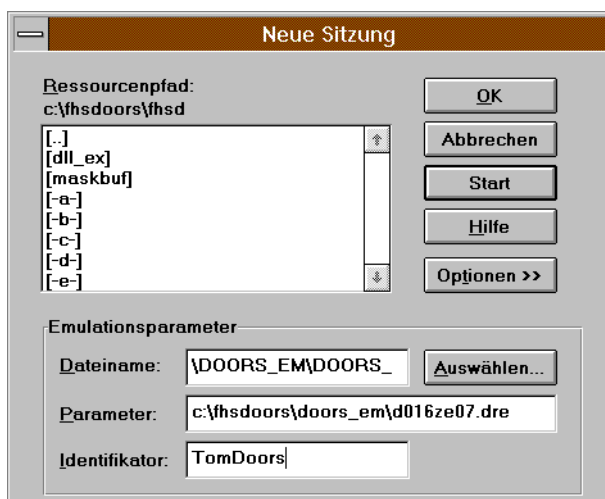 Neue Sitzung
Ressourcenpfad:
c:\fhsdoors\fhsd
[..]
[dll_ex]
[maskbuf]
[-a-]
[-b-]
[-c-]
[-d-]
[-e-]
OK
Abbrechen
Start
Hilfe
Optionen >>
Emulationsparameter
Dateiname: \DOORS_EM\DOORS_ Auswählen...
Parameter: c:\fhsdoors\doors_em\d016ze07.dre
Identifikator: TomDoors